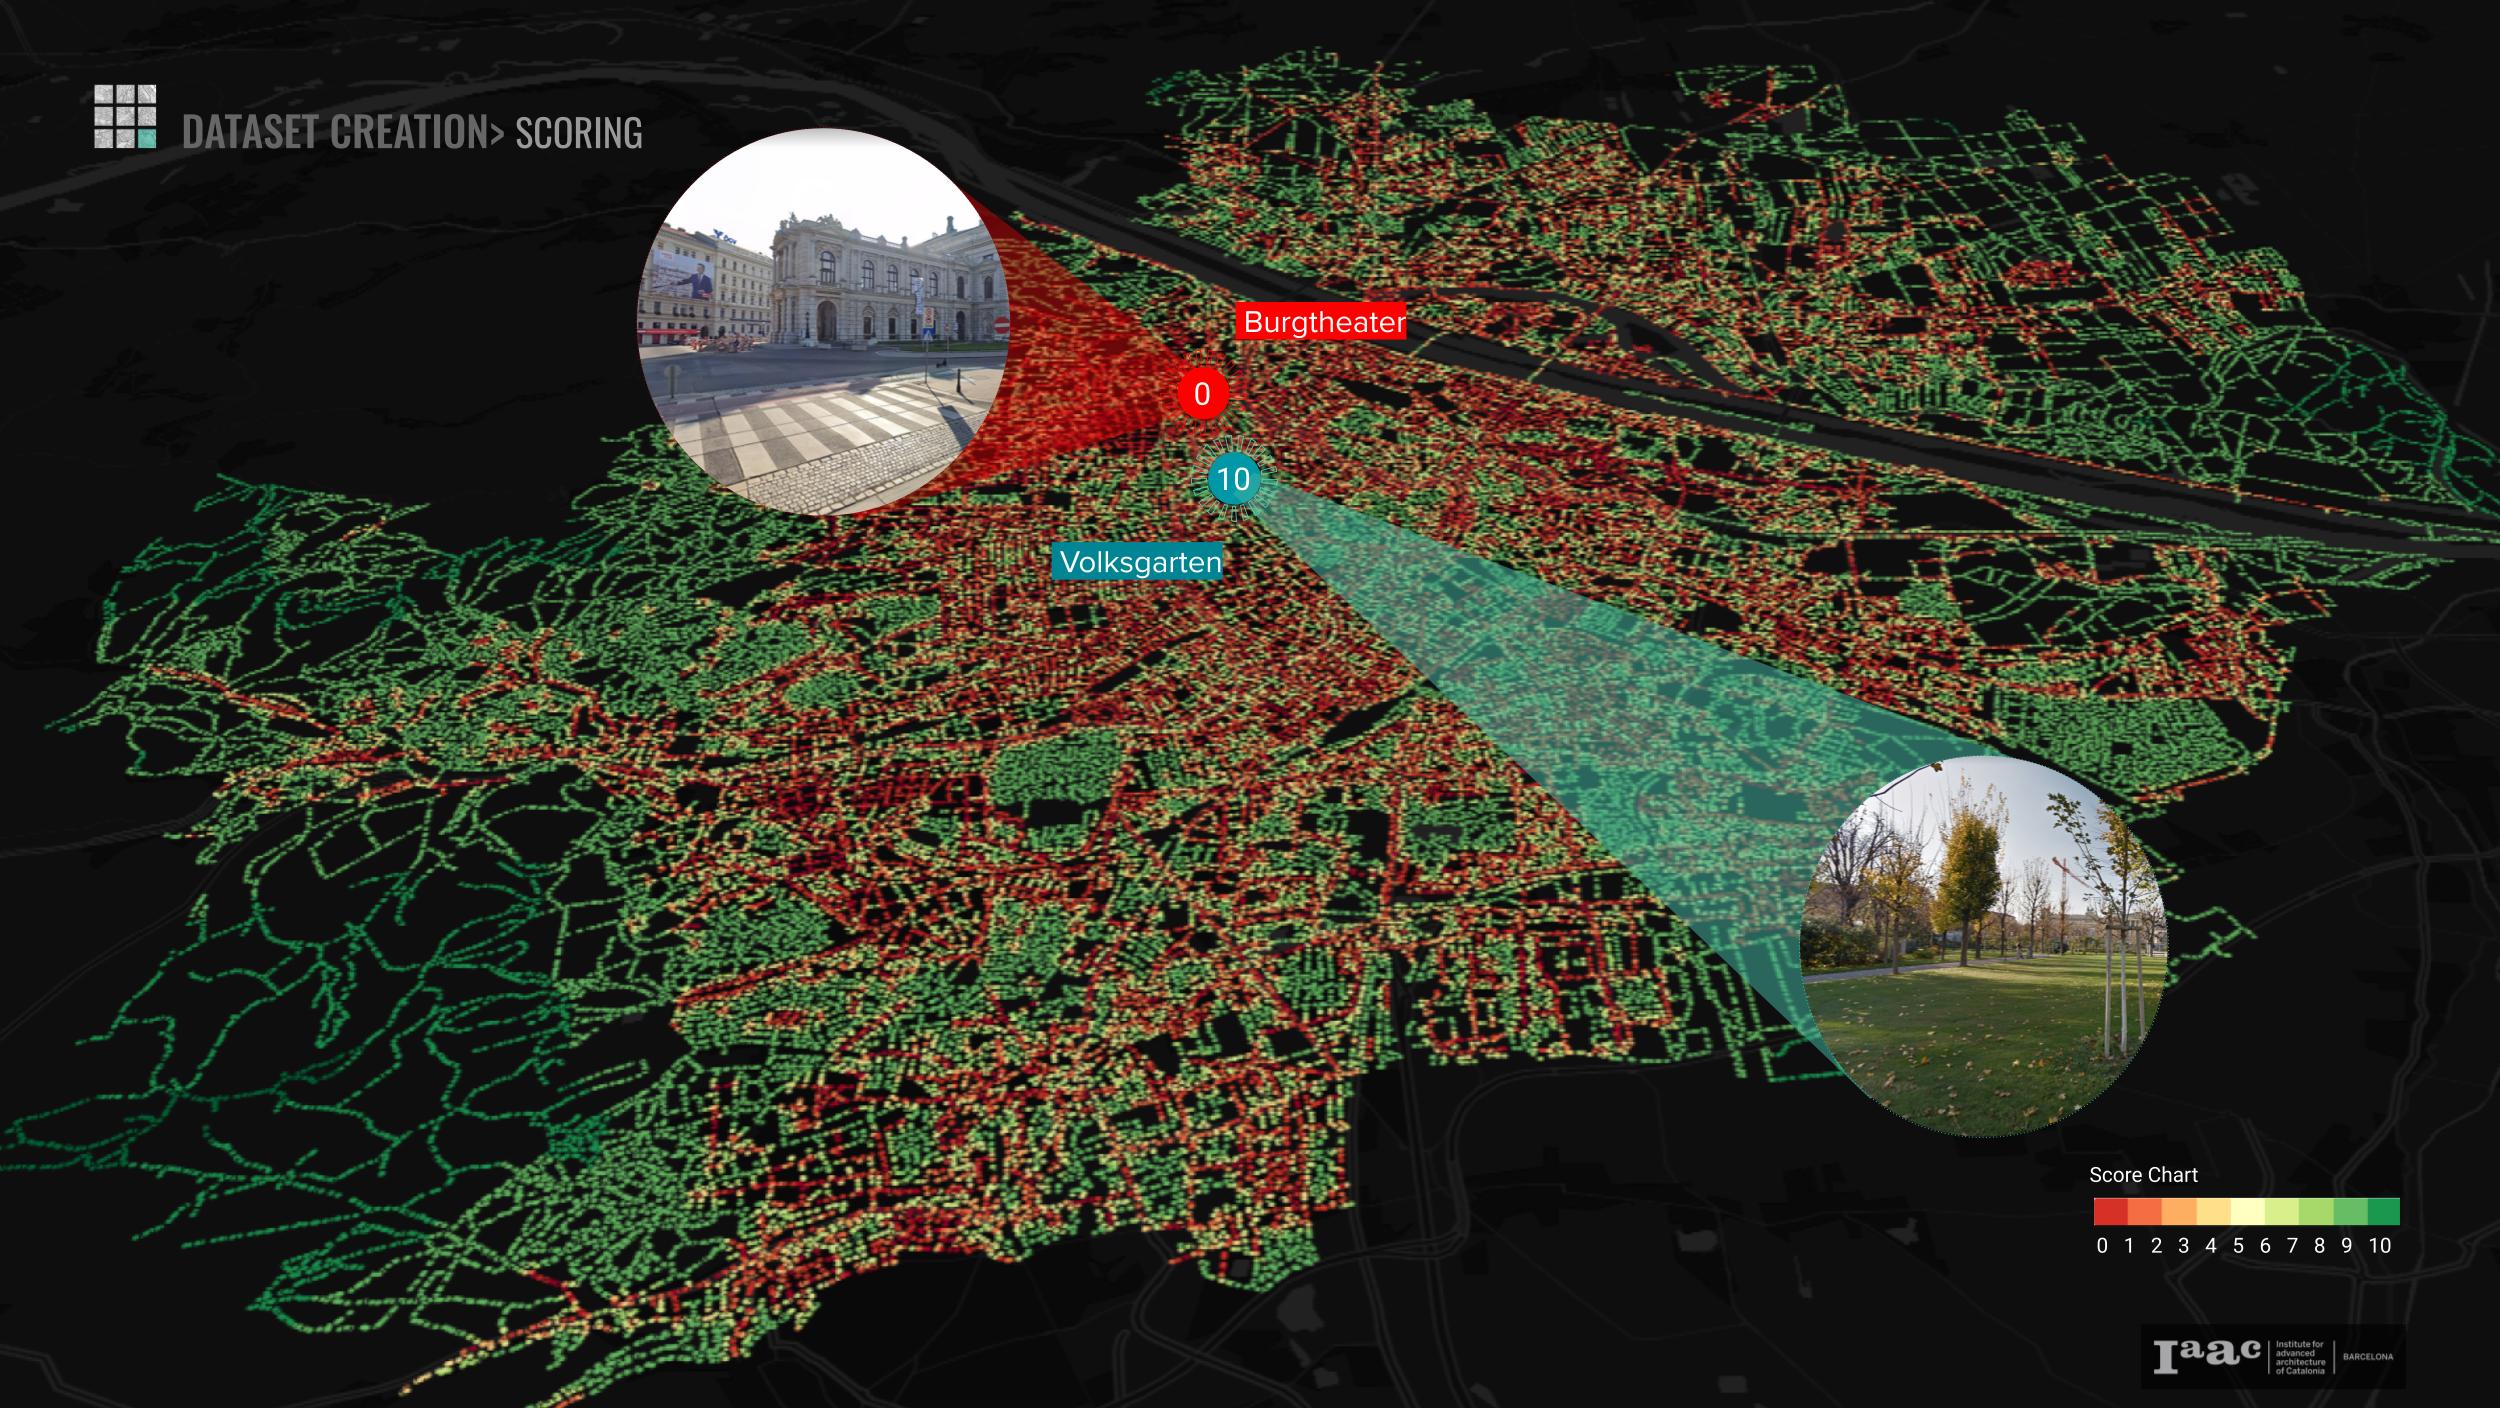 DATASET CREATION> SCORING
Burgtheater
0
10
Volksgarten
Score Chart
0 1 2 3 4 5 6 7 8 9 10
Iaac
Institute for
advanced
architecture
of Catalonia
BARCELONA